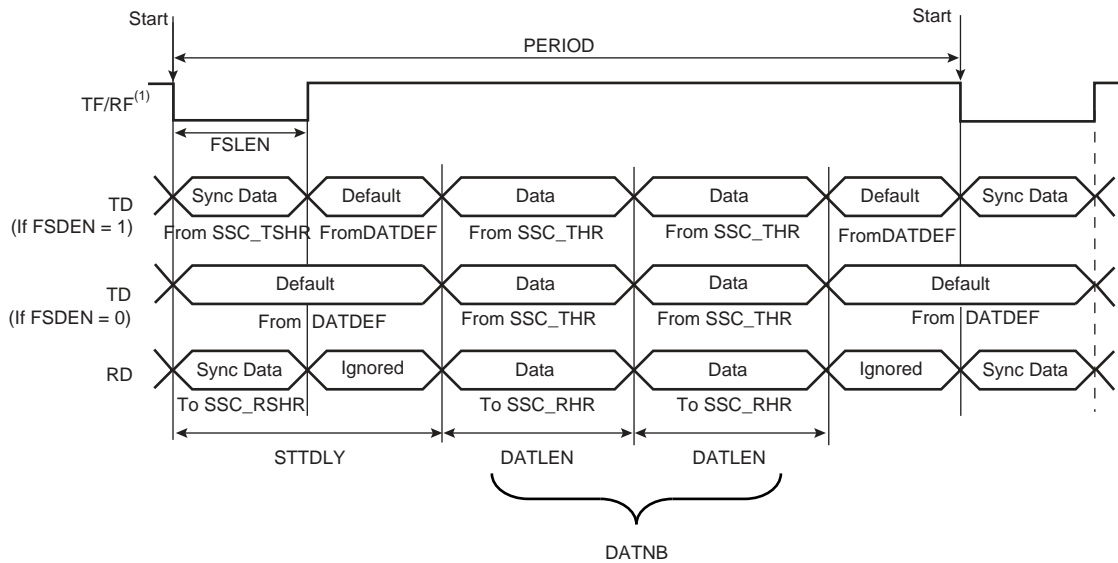 Start
Start
PERIOD
TF/RF(1)
FSLEN
TD
(If FSDEN = 1)
Sync Data
Default
Data
Data
Default
Sync Data
From SSC_TSHR
FromDATDEF
From SSC_THR
From SSC_THR
FromDATDEF
TD
(If FSDEN = 0)
Default
Data
Data
Default
From DATDEF
From SSC_THR
From SSC_THR
From DATDEF
RD
Sync Data
Ignored
Data
Data
Ignored
Sync Data
To SSC_RSHR
To SSC_RHR
To SSC_RHR
STTDLY
DATLEN
DATLEN
DATNB